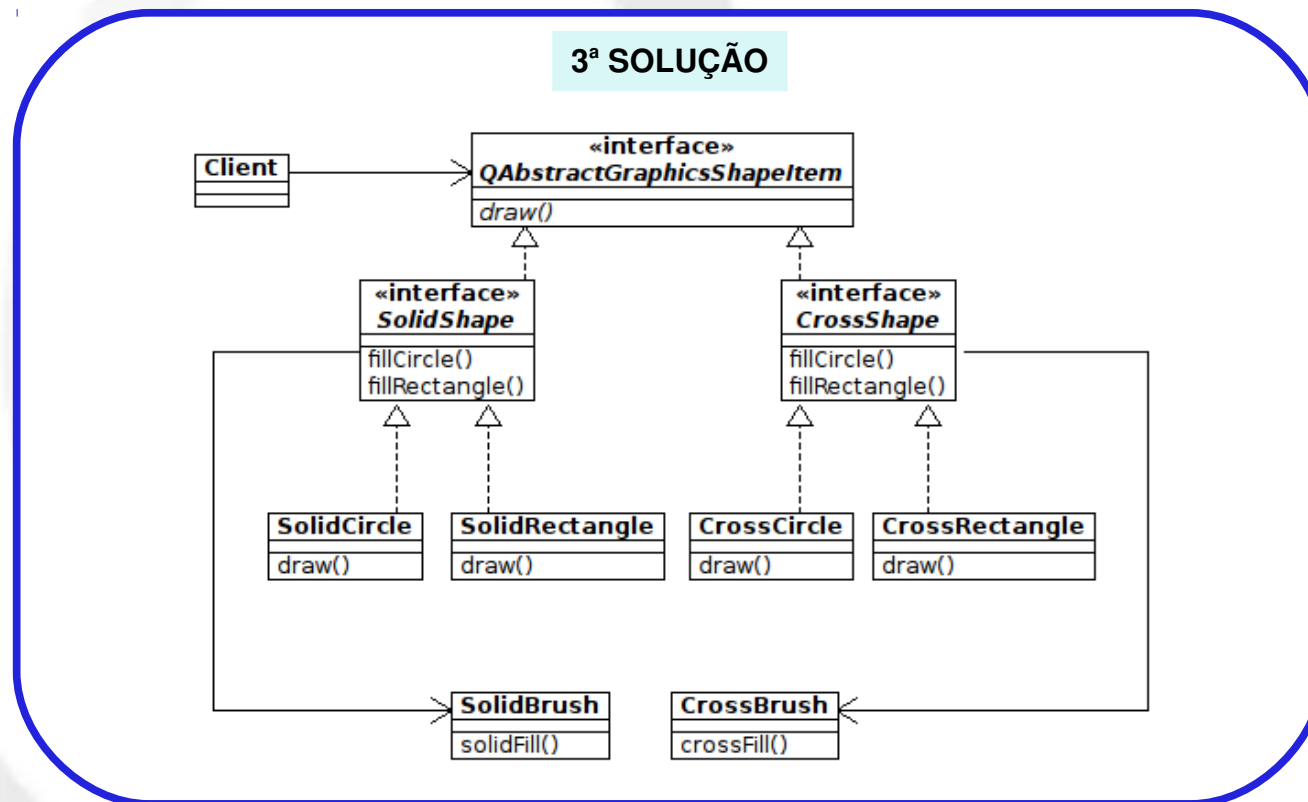 3ª SOLUÇÃO
«interface»
QAbstractGraphicsShapeItem
draw()
Client
«interface»
SolidShape
fillCircle()
fillRectangle()
«interface»
CrossShape
fillCircle()
fillRectangle()
SolidCircle
draw()
SolidRectangle
draw()
CrossCircle
draw()
CrossRectangle
draw()
SolidBrush
solidFill()
CrossBrush
crossFill()